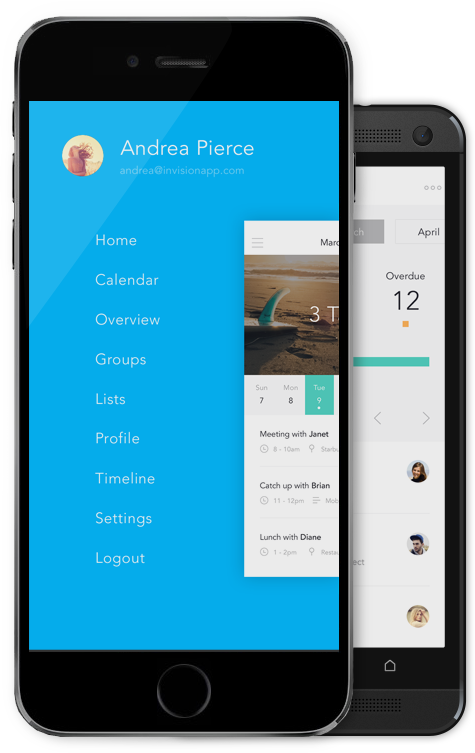 Andrea Pierce
andrea@invisionapp.com
Home
Calendar
Overview
Groups
Lists
Profile
Timeline
Settings
Logout
Marc
3 T
Sun Mon Tue
7 8 9
Meeting with Janet
8 - 10am Starbu
Catch up with Brian
11 - 12pm Mob
Lunch with Diane
1 - 2pm Restau
ch April
Overdue
12
ect